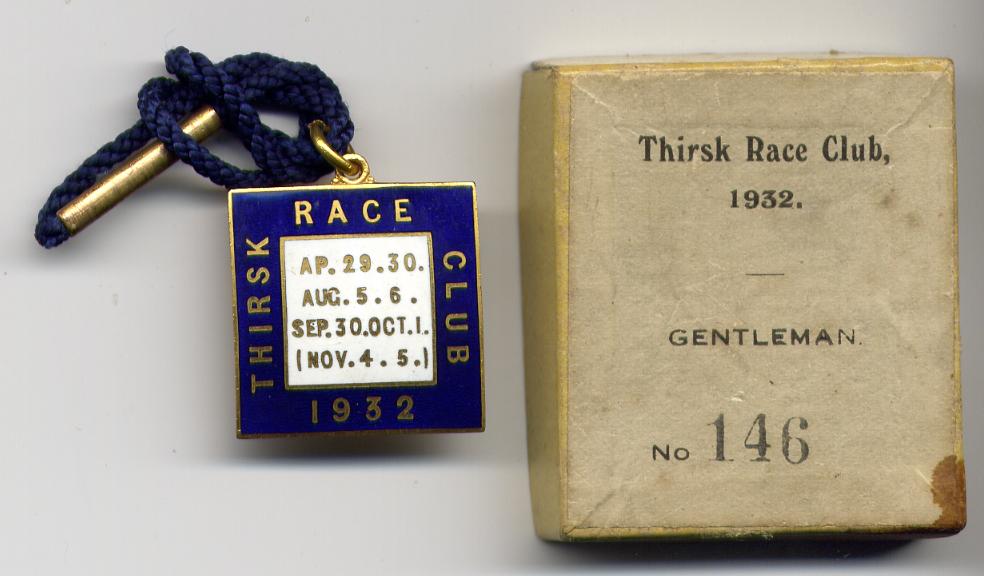 RACE
THIRSK
CLUB
AP. 29.30.
AUG. 5. 6.
SEP. 30. OCT. 1.
(NOV. 4. 5.)
1932
Thirsk Race Club,
1932.
GENTLEMAN.
No 146